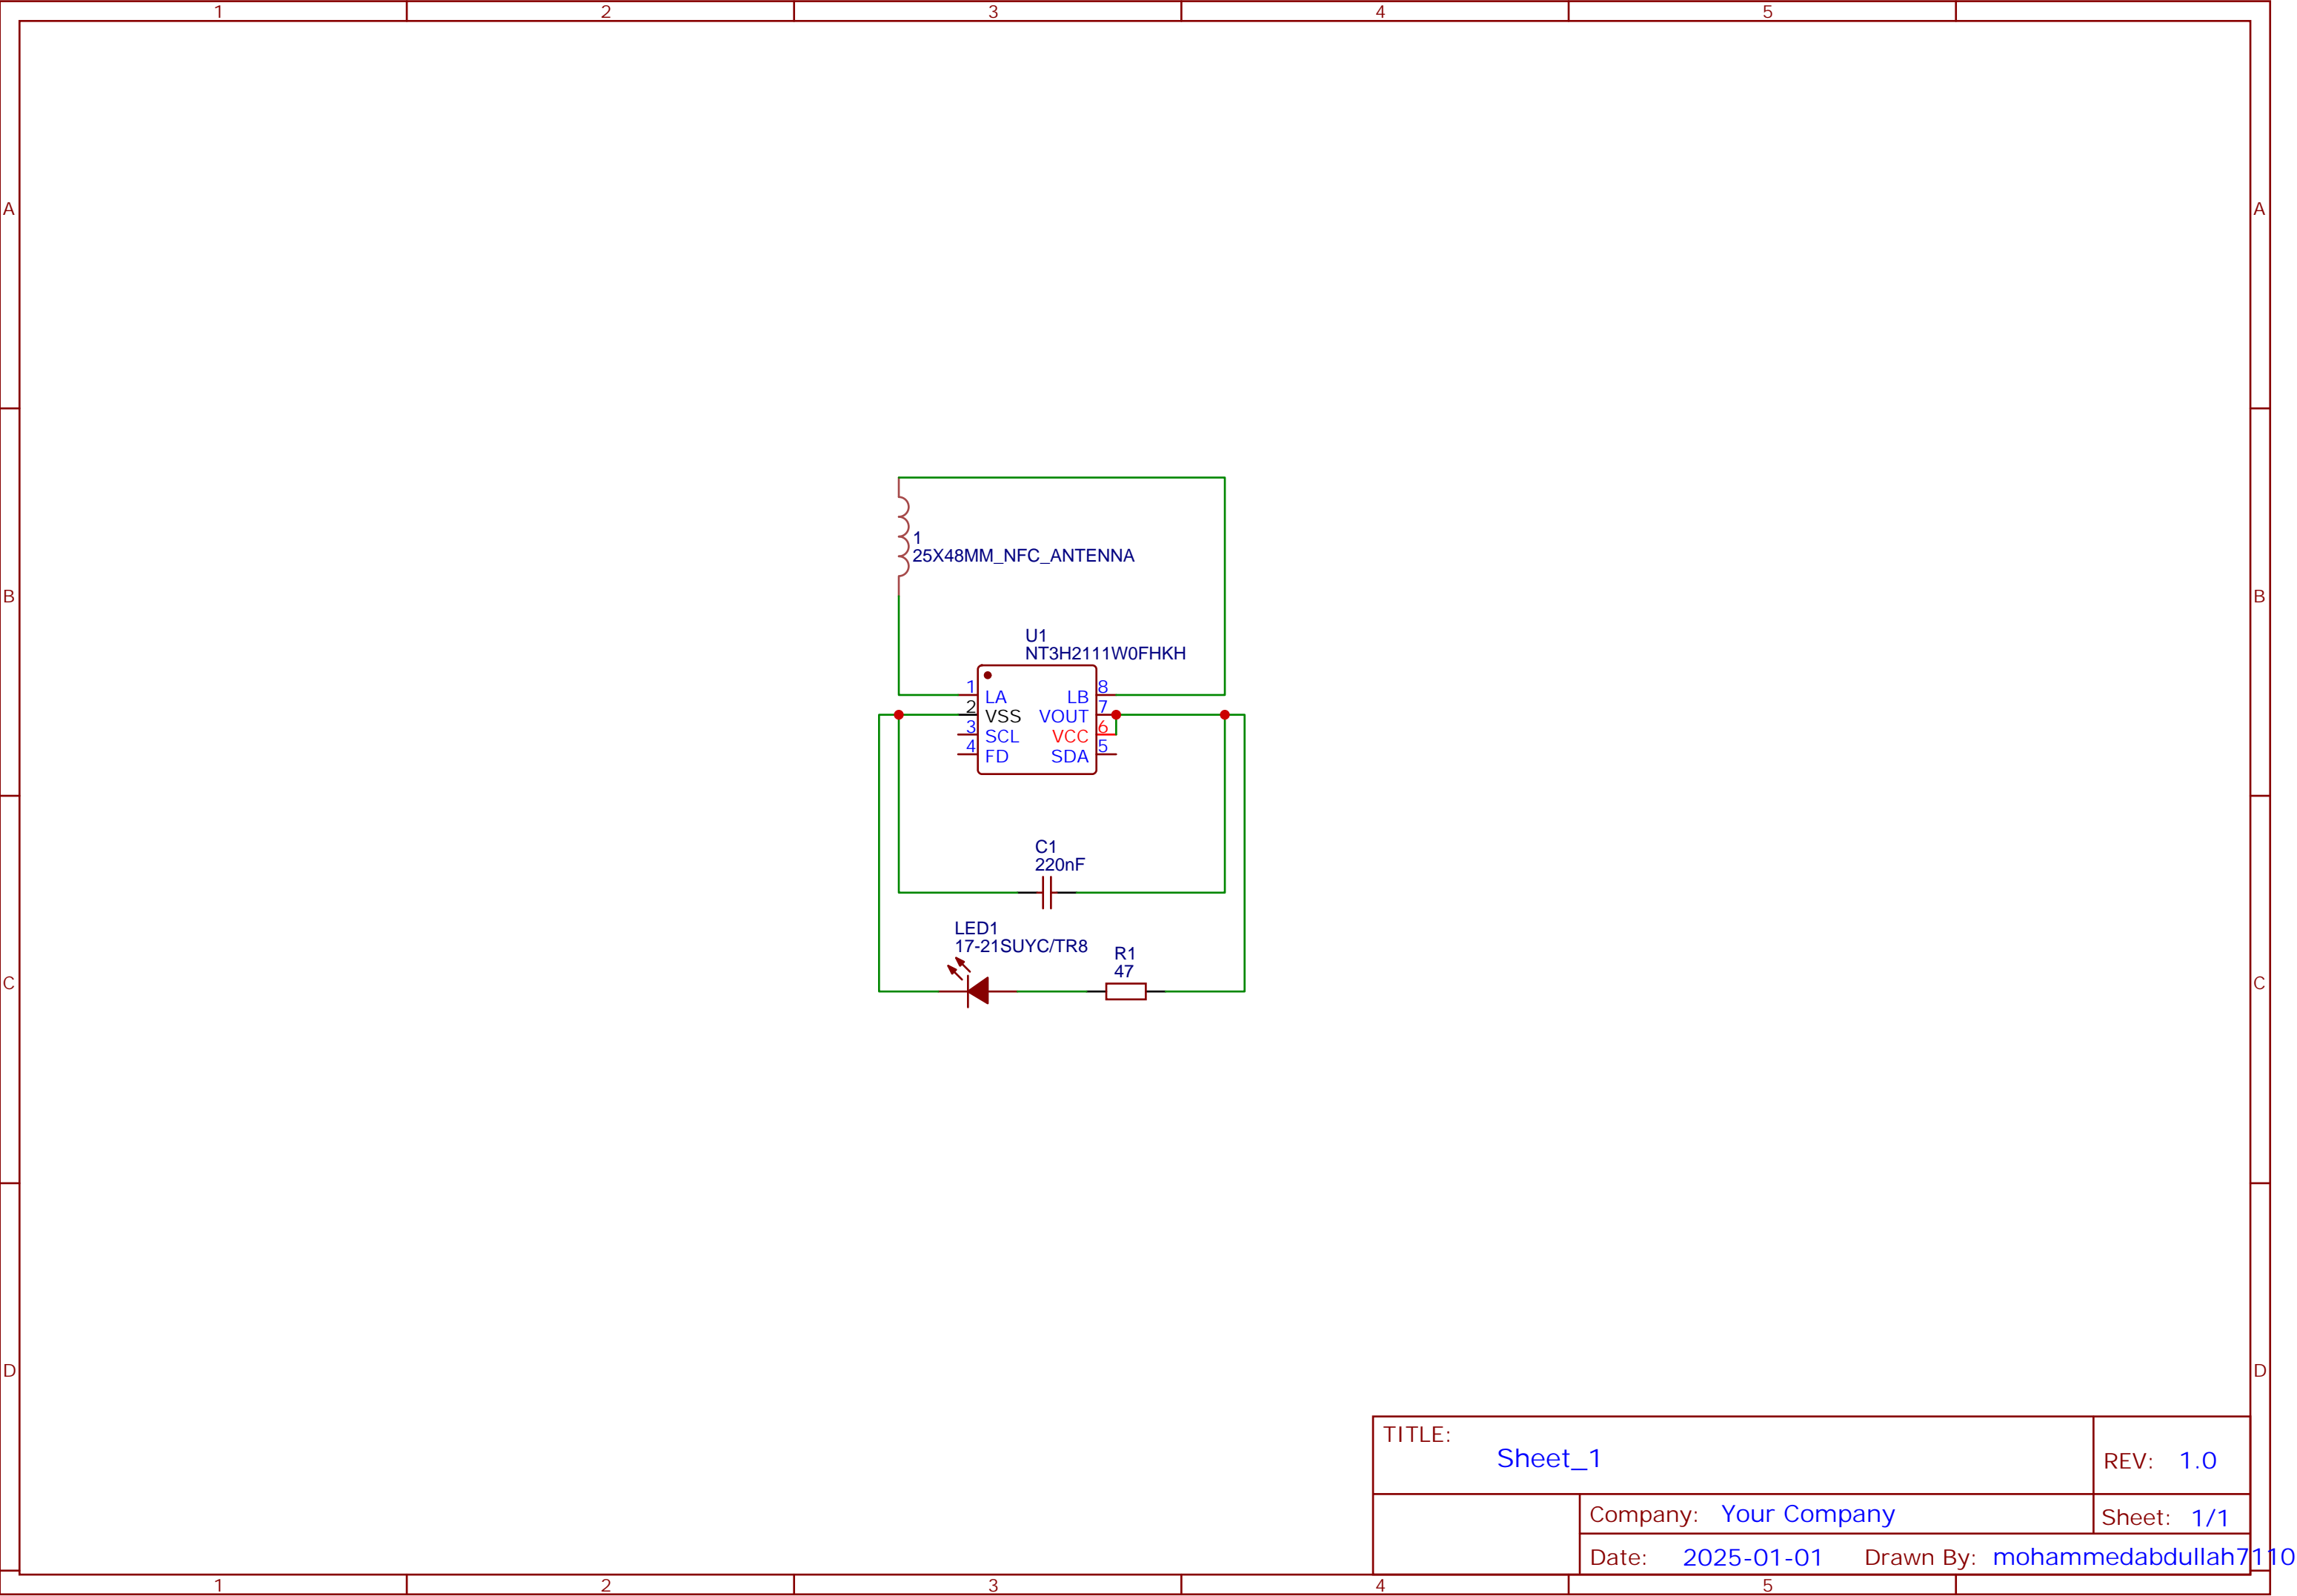 1 2 3 4 5
A A
1
25X48MM_NFC_ANTENNA
B B
U1
NT3H2111W0FHKH
1 LA LB 8
2 VSS VOUT 7
3 SCL VCC 6
4 FD SDA 5
C1
220nF
LED1
17-21SUYC/TR8
R1
47
C C
D D
TITLE:
Sheet_1
REV: 1.0
Company: Your Company
Sheet: 1/1
Date: 2025-01-01 Drawn By: mohammedabdullah7110
1 2 3 4 5